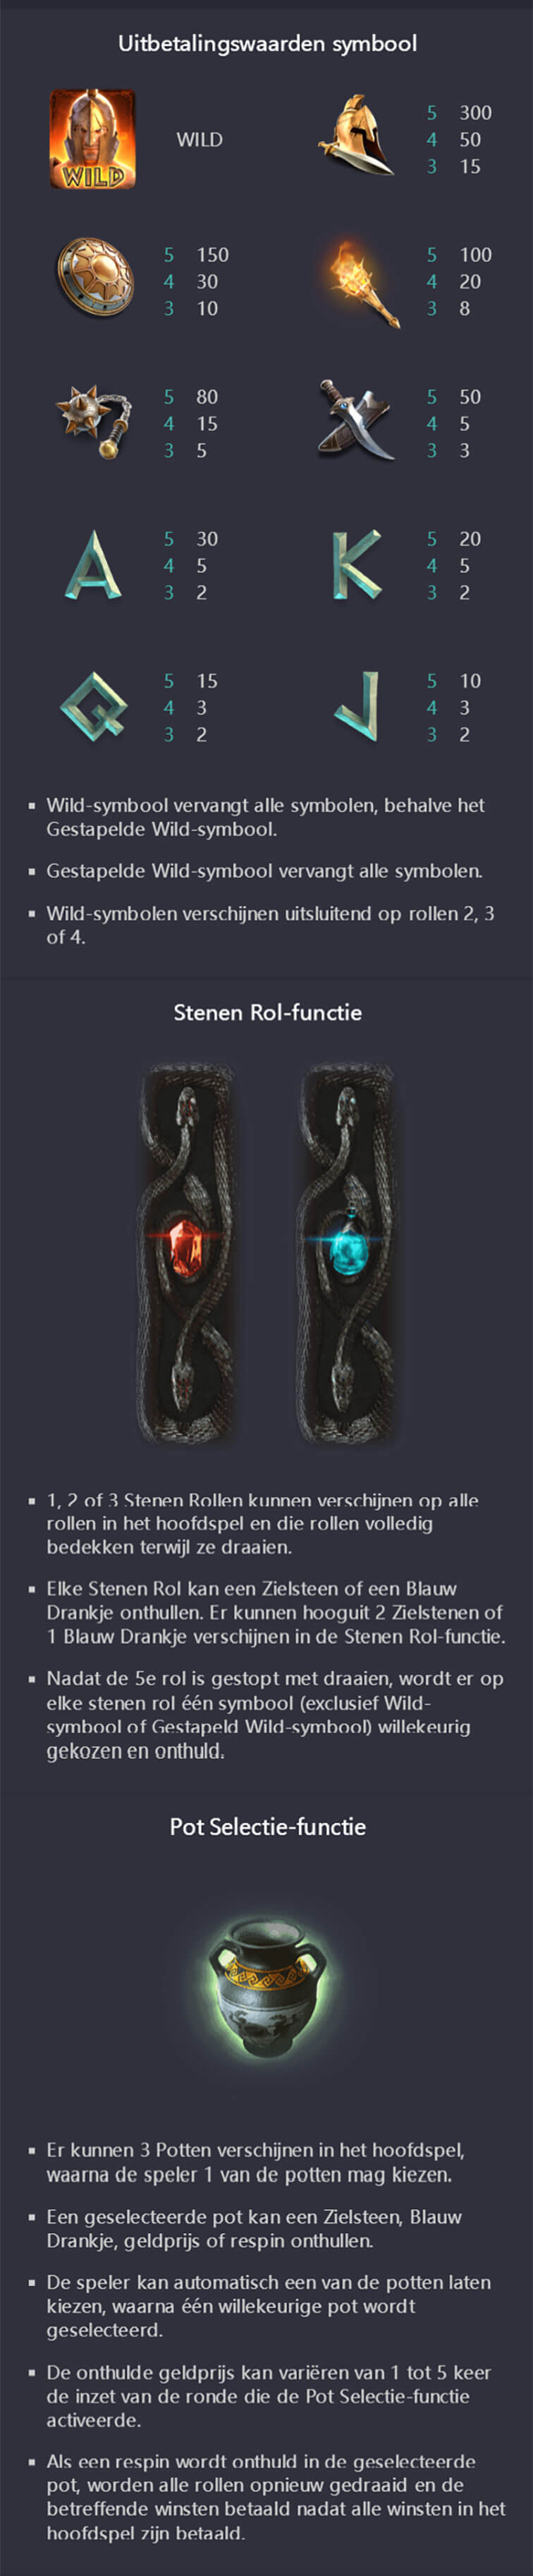 Uitbetalingswaarden symbool
WILD
WILD
5 300
4 50
3 15
5 150
4 30
3 10
5 100
4 20
3 8
5 80
4 15
3 5
5 50
4 5
3 3
A
5 30
4 5
3 2
K
5 20
4 5
3 2
Q
5 15
4 3
3 2
J
5 10
4 3
3 2
▪ Wild-symbool vervangt alle symbolen, behalve het
Gestapelde Wild-symbool.
▪ Gestapelde Wild-symbool vervangt alle symbolen.
▪ Wild-symbolen verschijnen uitsluitend op rollen 2, 3
of 4.
Stenen Rol-functie
▪ 1, 2 of 3 Stenen Rollen kunnen verschijnen op alle
rollen in het hoofdspel en die rollen volledig
bedekken terwijl ze draaien.
▪ Elke Stenen Rol kan een Zielsteen of een Blauw
Drankje onthullen. Er kunnen hooguit 2 Zielstenen of
1 Blauw Drankje verschijnen in de Stenen Rol-functie.
▪ Nadat de 5e rol is gestopt met draaien, wordt er op
elke stenen rol één symbool (exclusief Wild-
symbool of Gestapeld Wild-symbool) willekeurig
gekozen en onthuld.
Pot Selectie-functie
▪ Er kunnen 3 Potten verschijnen in het hoofdspel,
waarna de speler 1 van de potten mag kiezen.
▪ Een geselecteerde pot kan een Zielsteen, Blauw
Drankje, geldprijs of respin onthullen.
▪ De speler kan automatisch een van de potten laten
kiezen, waarna één willekeurige pot wordt
geselecteerd.
▪ De onthulde geldprijs kan variëren van 1 tot 5 keer
de inzet van de ronde die de Pot Selectie-functie
activeerde.
▪ Als een respin wordt onthuld in de geselecteerde
pot, worden alle rollen opnieuw gedraaid en de
betreffende winsten betaald nadat alle winsten in het
hoofdspel zijn betaald.